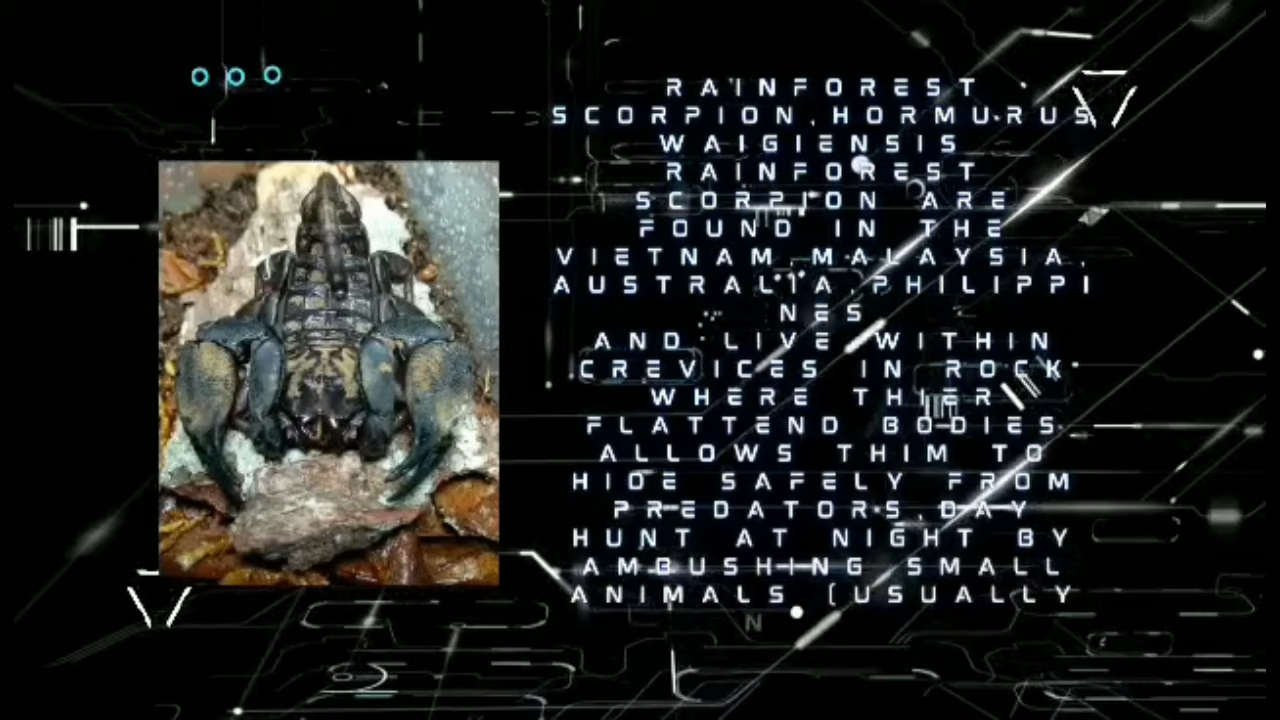 RAINFOREST
SCORPION,HORMURUS
WAIGIENSIS
RAINFOREST
SCORPION ARE
FOUND IN THE
VIETNAM,MALAYSIA,
AUSTRALIA,PHILIPPI
NES
AND LIVE WITHIN
CREVICES IN ROCK
WHERE THIER
FLATTEND BODIES
ALLOWS THIM TO
HIDE SAFELY FROM
PREDATORS.DAY
HUNT AT NIGHT BY
AMBUSHING SMALL
ANIMALS (USUALLY
N